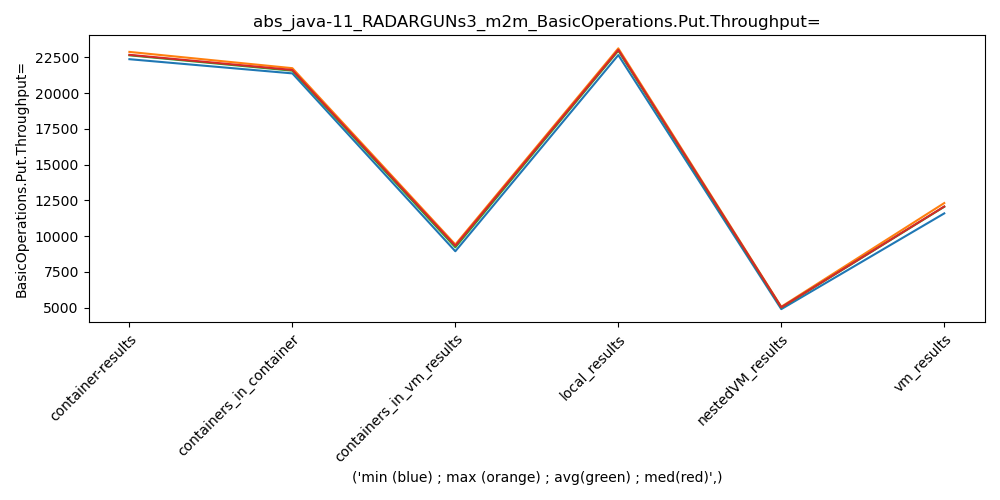 abs_java-11_RADARGUNs3_m2m_BasicOperations.Put.Throughput=
BasicOperations.Put.Throughput=
22500
20000
17500
15000
12500
10000
7500
5000
container-results
containers_in_container
containers_in_vm_results
local_results
nestedVM_results
vm_results
('min (blue) ; max (orange) ; avg(green) ; med(red)',)